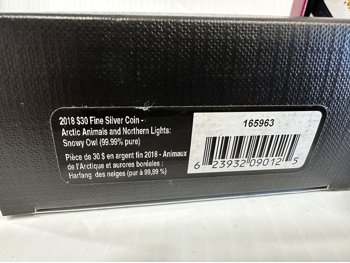 2018 $30 Fine Silver Coin -
Arctic Animals and Northern Lights:
Snowy Owl (99.99% pure)
Pièce de 30 $ en argent fin 2018 - Animaux
de l'Arctique et aurores boréales :
Harfang des neiges (pur à 99,99 %)
165963
6 23932 09012 5